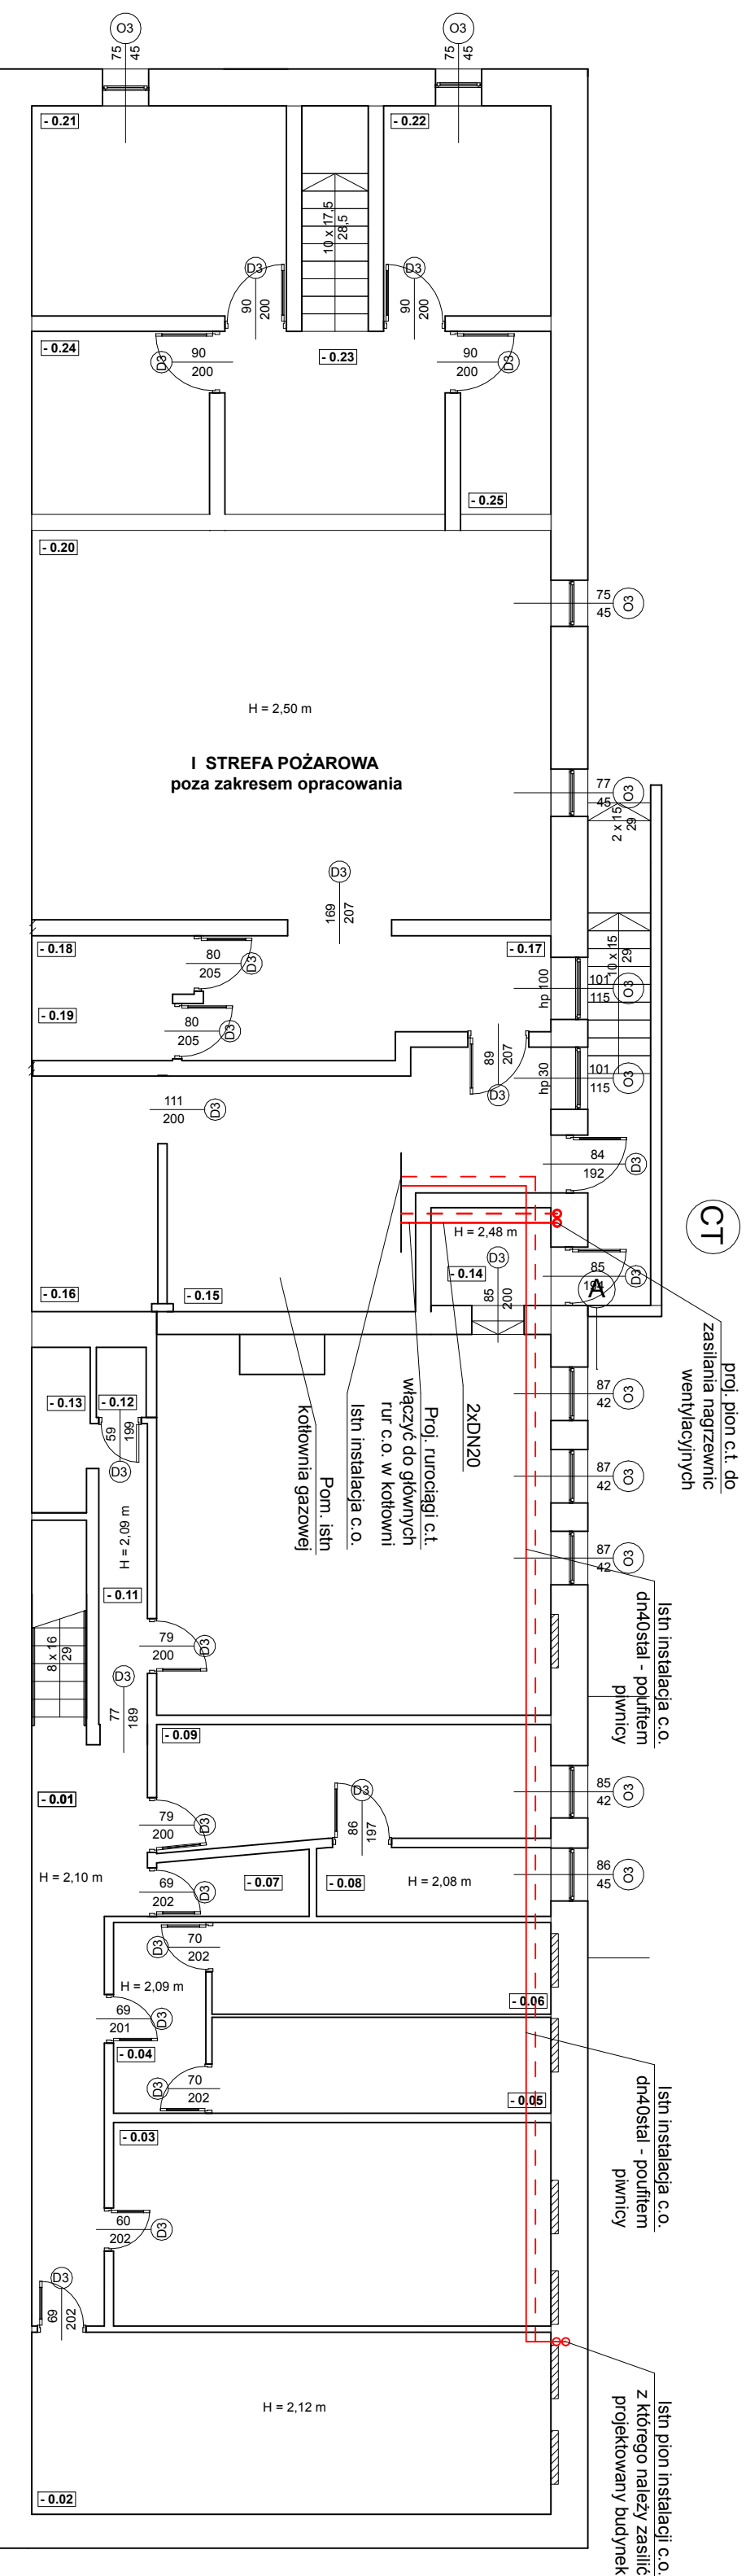 O3
75
45
O3
75
45
- 0.21
- 0.22
10 x 17,5
28,5
D3
90
200
D3
90
200
- 0.24
D3
90
200
- 0.23
90
200
D3
- 0.25
- 0.20
75
45
O3
H = 2,50 m
I STREFA POŻAROWA
poza zakresem opracowania
77
45
O3
2 x 15
29
D3
169
207
- 0.18
80
205
D3
- 0.17
10 x 15
29
hp 100
101
115
O3
- 0.19
80
205
D3
89
207
D3
hp 30
101
115
O3
111
200
D3
84
192
D3
CT
H = 2,48 m
- 0.14
D3
85
200
85
194
D3
A
- 0.16
- 0.15
proj. pion c.t. do
zasilania nagrzewnic
wentylacyjnych
87
42
O3
- 0.13
- 0.12
59
199
D3
2xDN20
Proj. rurociągi c.t.
włączyć do głównych
rur c.o. w kotłowni
Istn instalacja c.o.
Pom. istn
kotłownia gazowej
87
42
O3
H = 2,09 m
87
42
O3
- 0.11
Istn instalacja c.o.
dn40stal - poufitem
piwnicy
8 x 16
29
79
200
D3
D3
77
189
- 0.09
- 0.01
79
200
D3
D3
86
197
85
42
O3
H = 2,10 m
69
202
D3
- 0.07
- 0.08
H = 2,08 m
86
45
O3
D3
70
202
H = 2,09 m
69
201
D3
- 0.06
- 0.04
D3
70
202
- 0.05
Istn instalacja c.o.
dn40stal - poufitem
piwnicy
- 0.03
60
202
D3
D3
69
202
H = 2,12 m
Istn pion instalacji c.o.
z którego należy zasilić
projektowany budynek
- 0.02